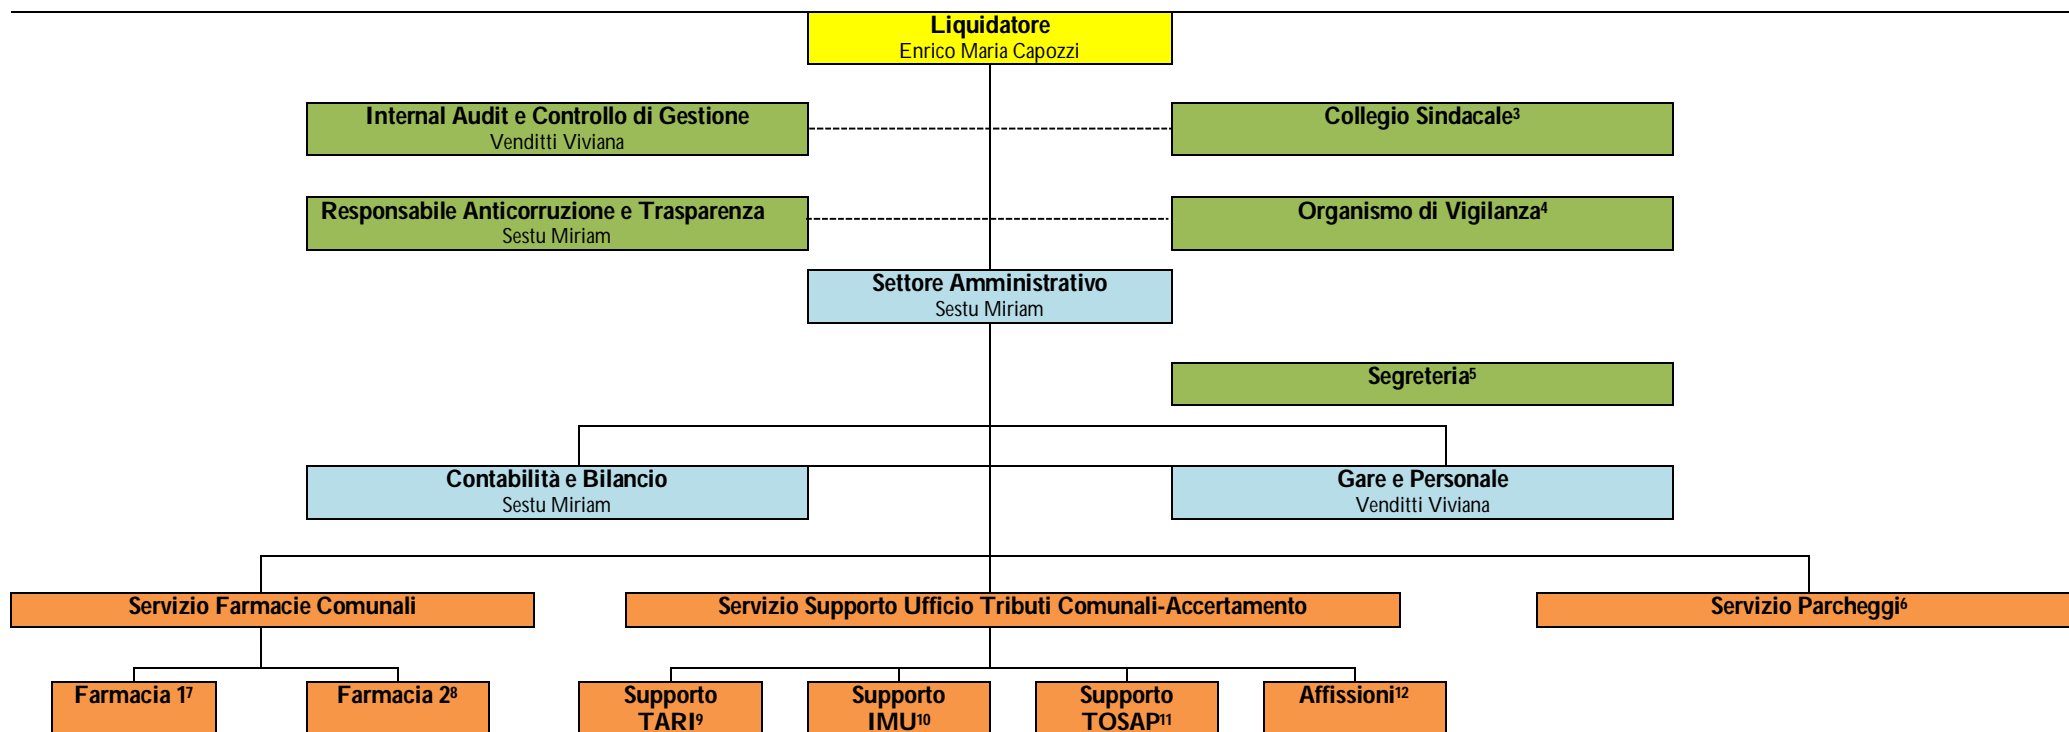 Liquidatore
Enrico Maria Capozzi
Internal Audit e Controllo di Gestione
Venditti Viviana
Collegio Sindacale³
Responsabile Anticorruzione e Trasparenza
Sestu Miriam
Organismo di Vigilanza⁴
Settore Amministrativo
Sestu Miriam
Segreteria⁵
Contabilità e Bilancio
Sestu Miriam
Gare e Personale
Venditti Viviana
Servizio Farmacie Comunali
Servizio Supporto Ufficio Tributi Comunali-Accertamento
Servizio Parcheggi⁶
Farmacia 1⁷
Farmacia 2⁸
Supporto
TARI⁹
Supporto
IMU¹⁰
Supporto
TOSAP¹¹
Affissioni¹²